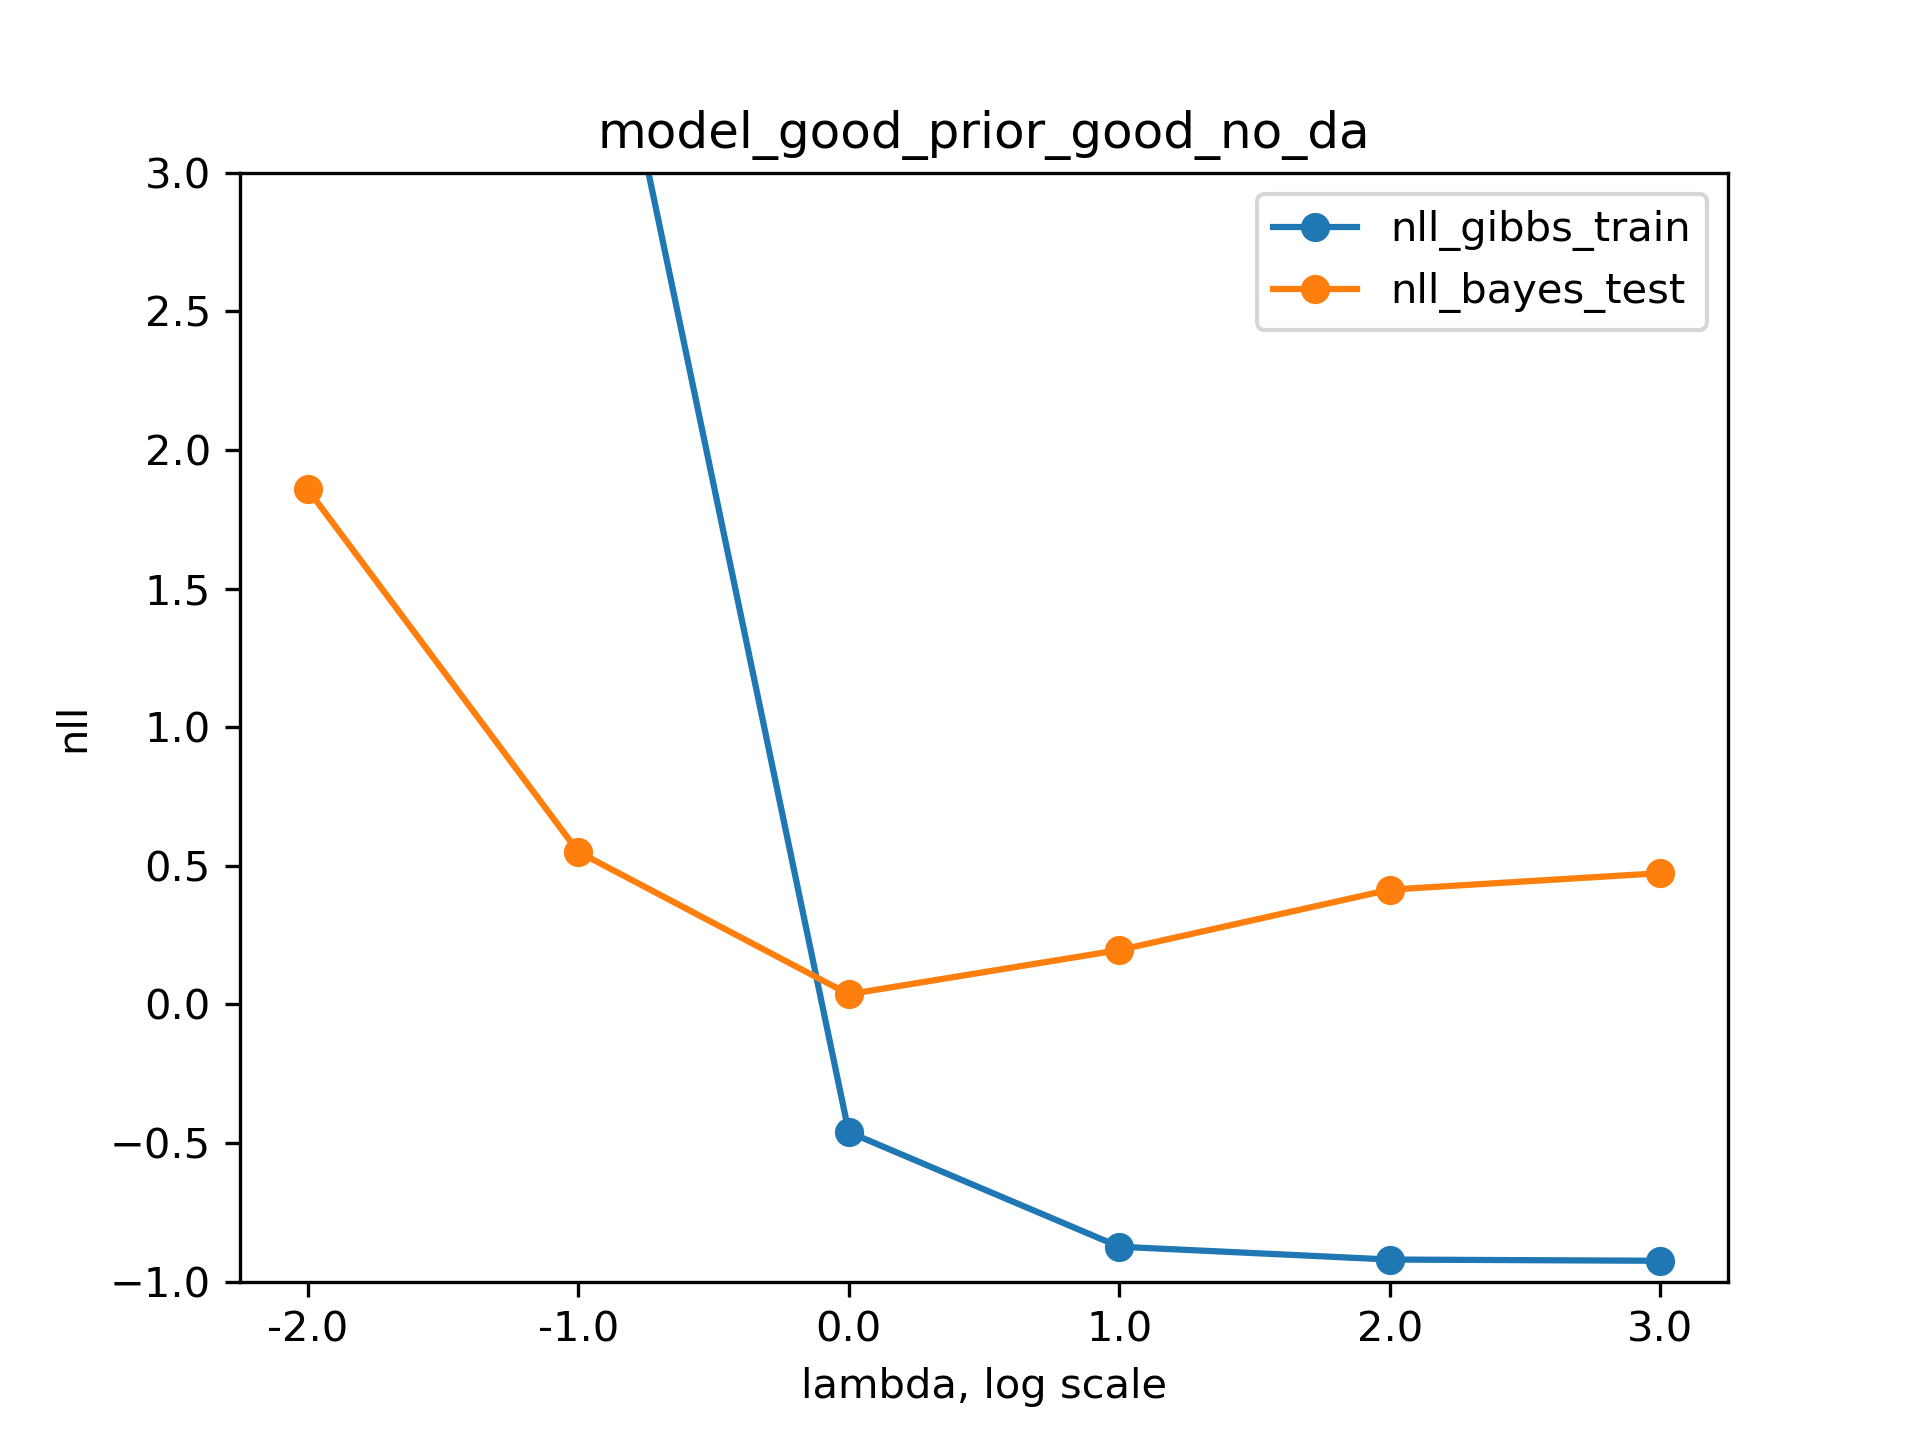 model_good_prior_good_no_da
nll_gibbs_train
nll_bayes_test
3.0
2.5
2.0
1.5
1.0
0.5
0.0
−0.5
−1.0
nll
-2.0 -1.0 0.0 1.0 2.0 3.0
lambda, log scale